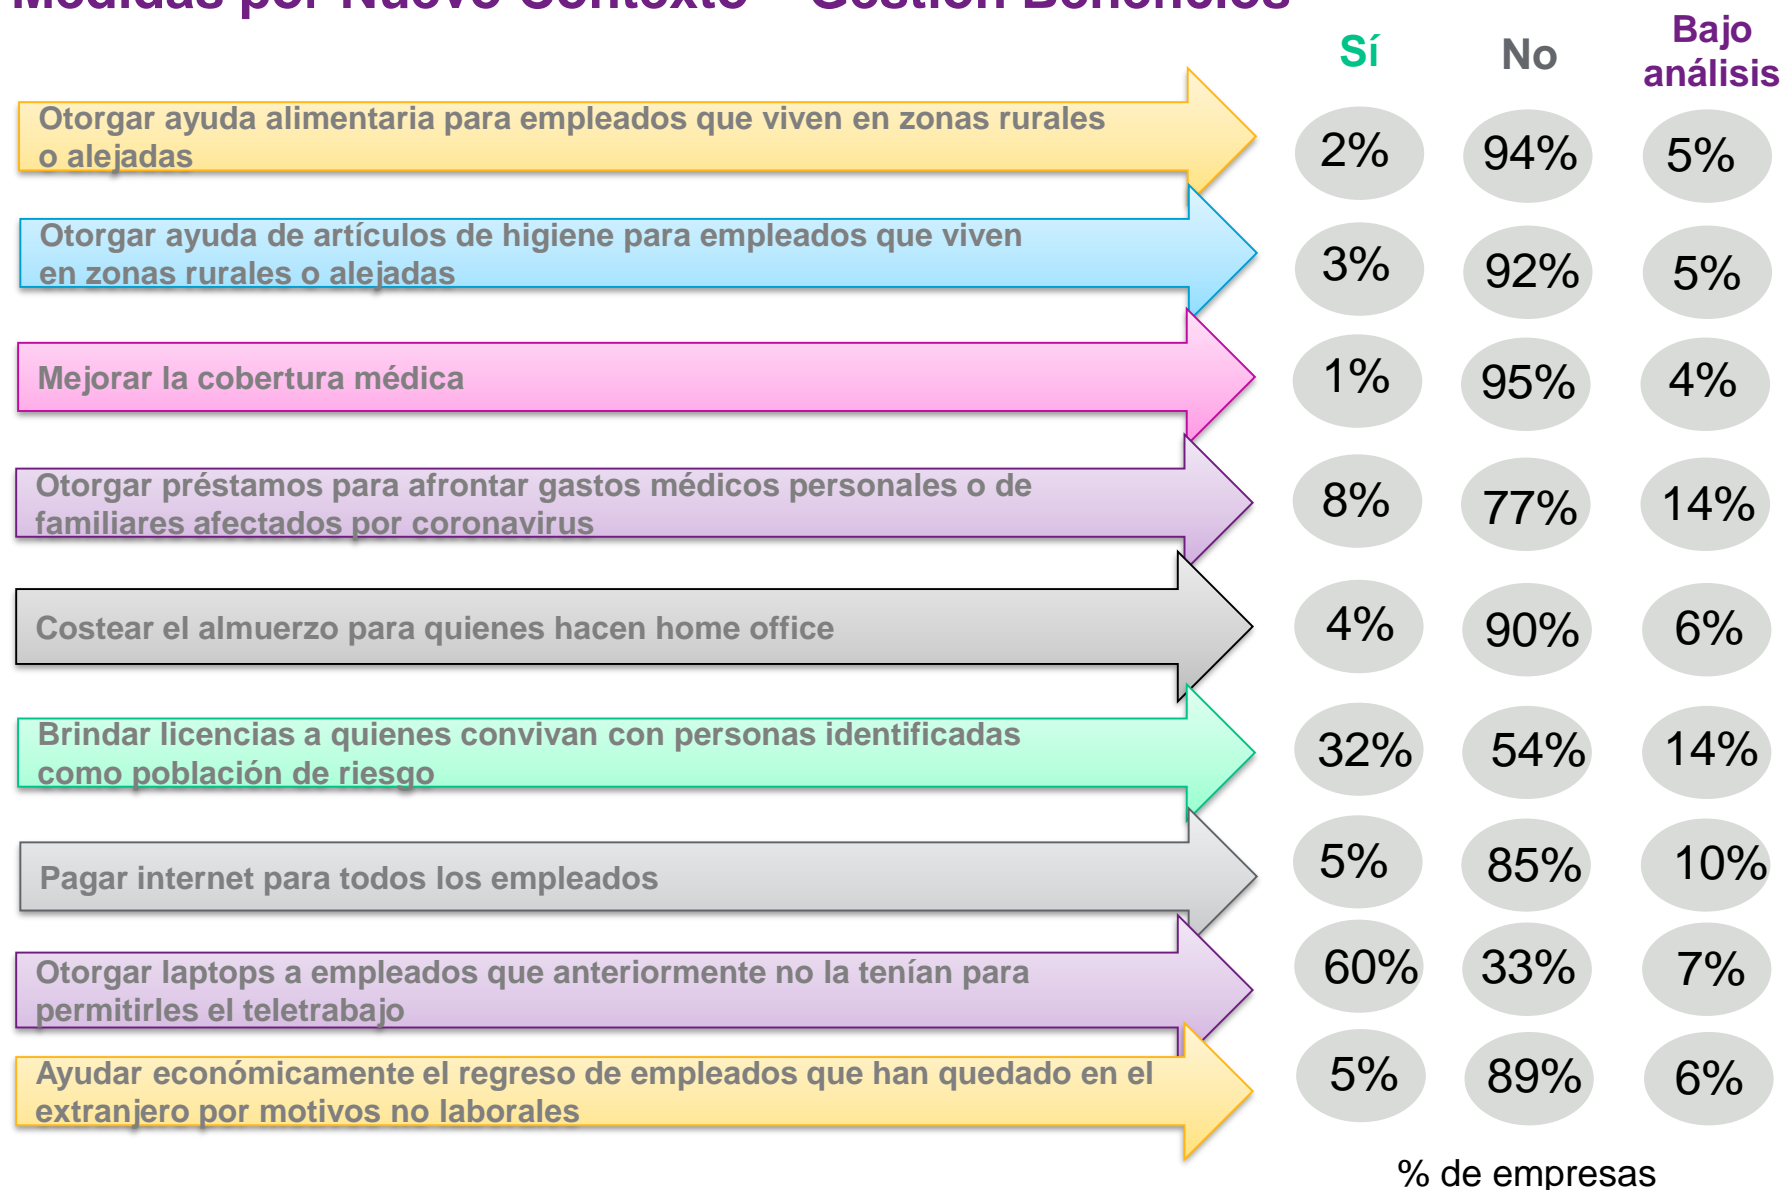 Medidas por Nuevo Contexto – Gestión Beneficios
Sí
No
Bajo
análisis
Otorgar ayuda alimentaria para empleados que viven en zonas rurales
o alejadas
2%
94%
5%
Otorgar ayuda de artículos de higiene para empleados que viven
en zonas rurales o alejadas
3%
92%
5%
Mejorar la cobertura médica
1%
95%
4%
Otorgar préstamos para afrontar gastos médicos personales o de
familiares afectados por coronavirus
8%
77%
14%
Costear el almuerzo para quienes hacen home office
4%
90%
6%
Brindar licencias a quienes convivan con personas identificadas
como población de riesgo
32%
54%
14%
Pagar internet para todos los empleados
5%
85%
10%
Otorgar laptops a empleados que anteriormente no la tenían para
permitirles el teletrabajo
60%
33%
7%
Ayudar económicamente el regreso de empleados que han quedado en el
extranjero por motivos no laborales
5%
89%
6%
% de empresas